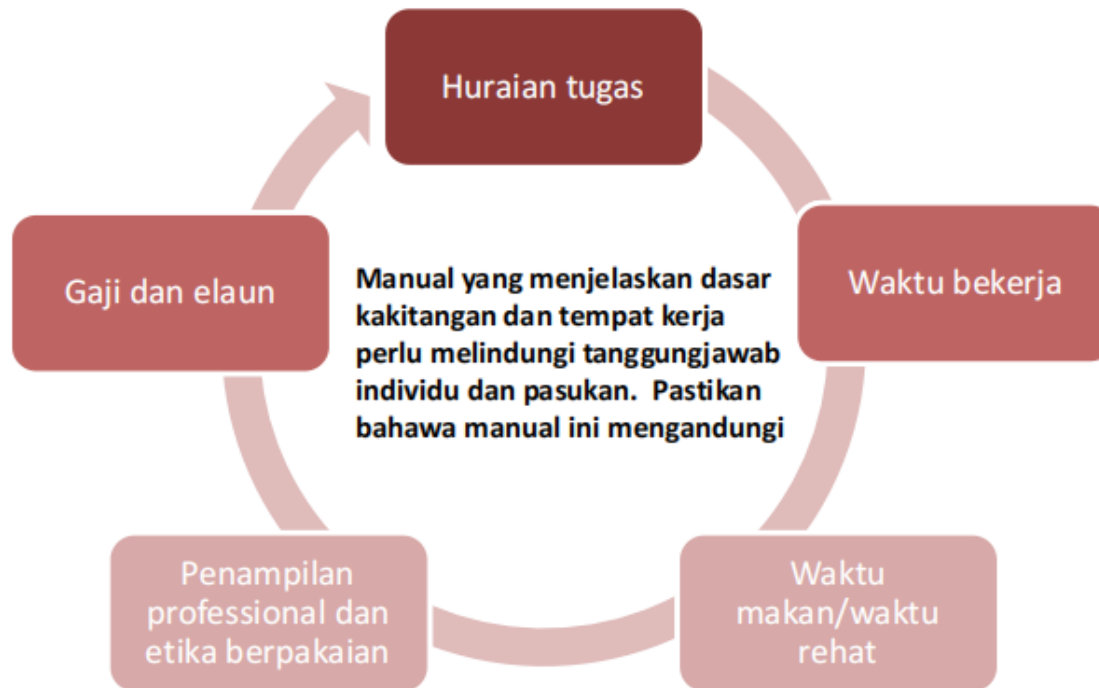 Huraian tugas
Gaji dan elaun
Waktu bekerja
Manual yang menjelaskan dasar
kakitangan dan tempat kerja
perlu melindungi tanggungjawab
individu dan pasukan. Pastikan
bahawa manual ini mengandungi
Penampilan
professional dan
etika berpakaian
Waktu
makan/waktu
rehat